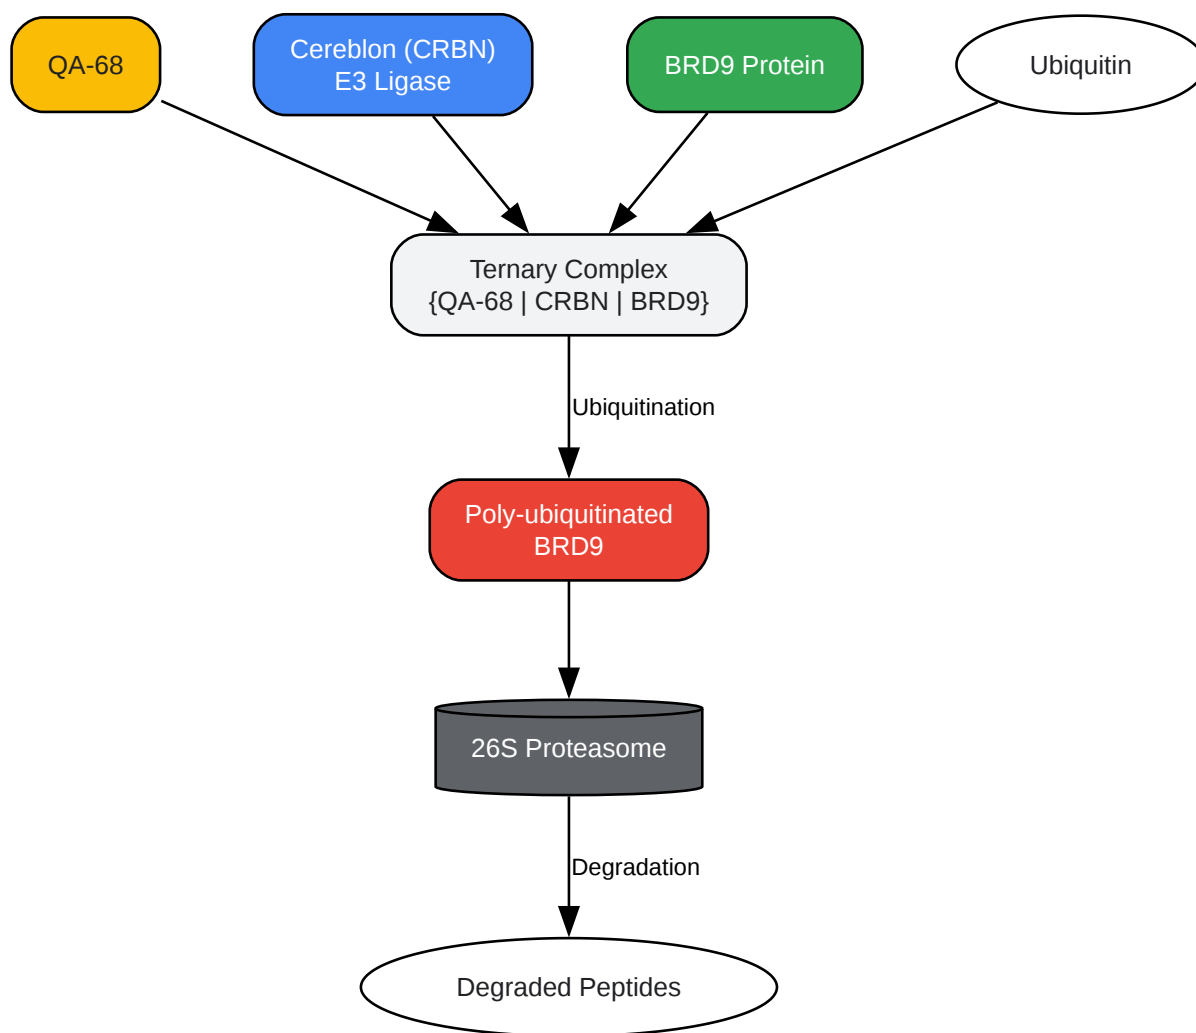 QA-68
Cereblon (CRBN)
E3 Ligase
BRD9 Protein
Ubiquitin
Ternary Complex
{QA-68 | CRBN | BRD9}
Ubiquitination
Poly-ubiquitinated
BRD9
26S Proteasome
Degradation
Degraded Peptides